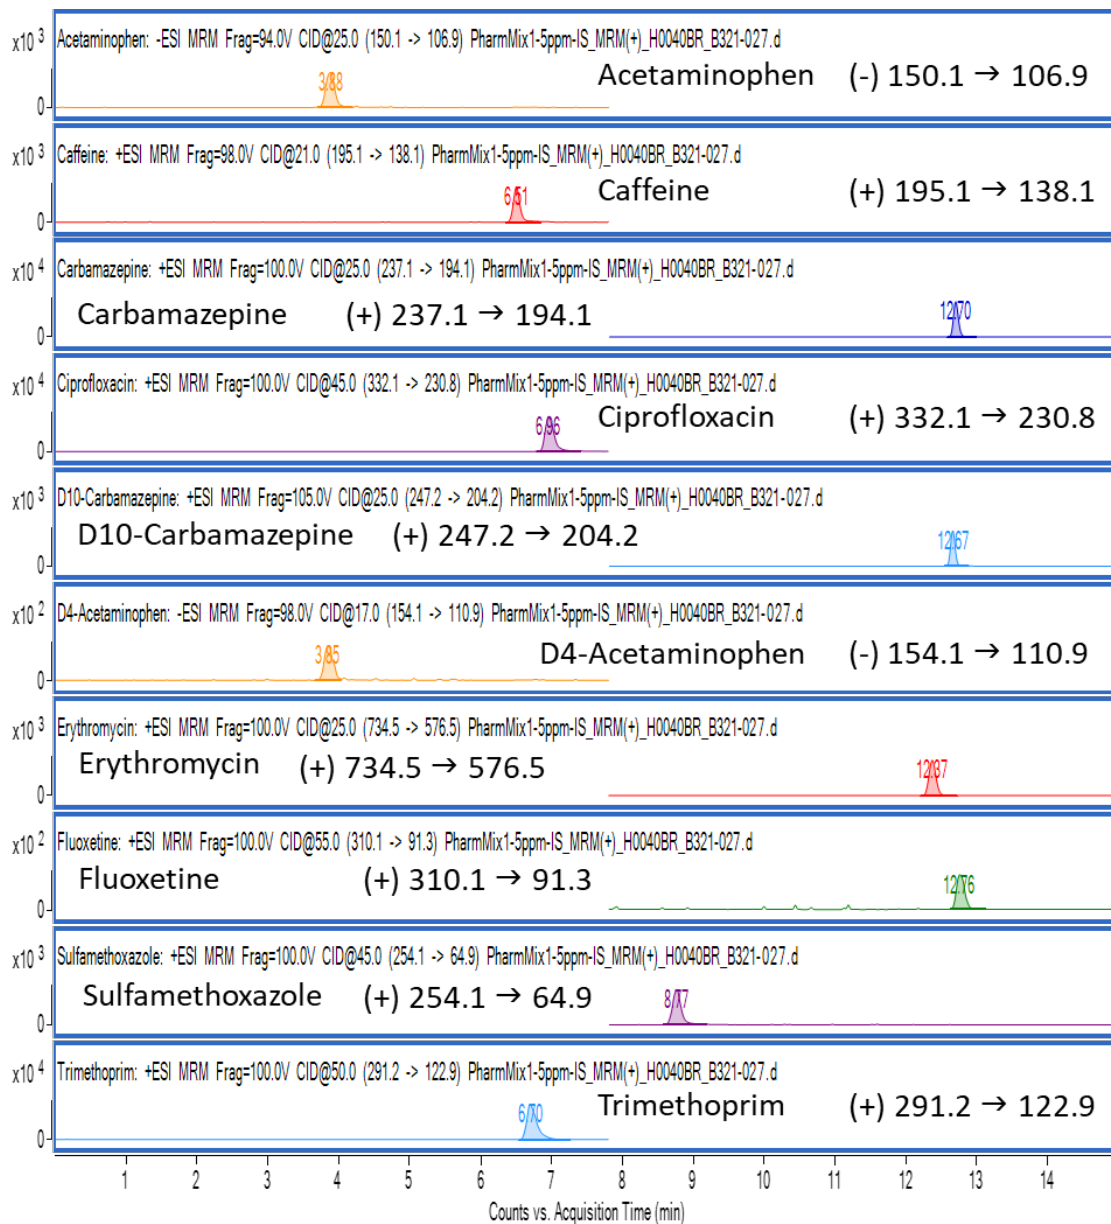 x10 3
Acetaminophen: -ESI MRM Frag=94.0V CID@25.0 (150.1 -> 106.9) PharmMix1-5ppm-IS_MRM(+)_H0040BR_B321-027.d
Acetaminophen (-) 150.1 → 106.9
3.88
0
x10 3
Caffeine: +ESI MRM Frag=98.0V CID@21.0 (195.1 -> 138.1) PharmMix1-5ppm-IS_MRM(+)_H0040BR_B321-027.d
Caffeine (+) 195.1 → 138.1
6.51
0
x10 4
Carbamazepine: +ESI MRM Frag=100.0V CID@25.0 (237.1 -> 194.1) PharmMix1-5ppm-IS_MRM(+)_H0040BR_B321-027.d
Carbamazepine (+) 237.1 → 194.1
12.70
0
x10 4
Ciprofloxacin: +ESI MRM Frag=100.0V CID@45.0 (332.1 -> 230.8) PharmMix1-5ppm-IS_MRM(+)_H0040BR_B321-027.d
Ciprofloxacin (+) 332.1 → 230.8
6.96
0
x10 3
D10-Carbamazepine: +ESI MRM Frag=105.0V CID@25.0 (247.2 -> 204.2) PharmMix1-5ppm-IS_MRM(+)_H0040BR_B321-027.d
D10-Carbamazepine (+) 247.2 → 204.2
12.67
0
x10 2
D4-Acetaminophen: -ESI MRM Frag=98.0V CID@17.0 (154.1 -> 110.9) PharmMix1-5ppm-IS_MRM(+)_H0040BR_B321-027.d
D4-Acetaminophen (-) 154.1 → 110.9
3.85
0
x10 3
Erythromycin: +ESI MRM Frag=100.0V CID@25.0 (734.5 -> 576.5) PharmMix1-5ppm-IS_MRM(+)_H0040BR_B321-027.d
Erythromycin (+) 734.5 → 576.5
12.37
0
x10 2
Fluoxetine: +ESI MRM Frag=100.0V CID@55.0 (310.1 -> 91.3) PharmMix1-5ppm-IS_MRM(+)_H0040BR_B321-027.d
Fluoxetine (+) 310.1 → 91.3
12.76
0
x10 3
Sulfamethoxazole: +ESI MRM Frag=100.0V CID@45.0 (254.1 -> 64.9) PharmMix1-5ppm-IS_MRM(+)_H0040BR_B321-027.d
Sulfamethoxazole (+) 254.1 → 64.9
8.77
0
x10 4
Trimethoprim: +ESI MRM Frag=100.0V CID@50.0 (291.2 -> 122.9) PharmMix1-5ppm-IS_MRM(+)_H0040BR_B321-027.d
Trimethoprim (+) 291.2 → 122.9
6.70
0
1 2 3 4 5 6 7 8 9 10 11 12 13 14
Counts vs. Acquisition Time (min)